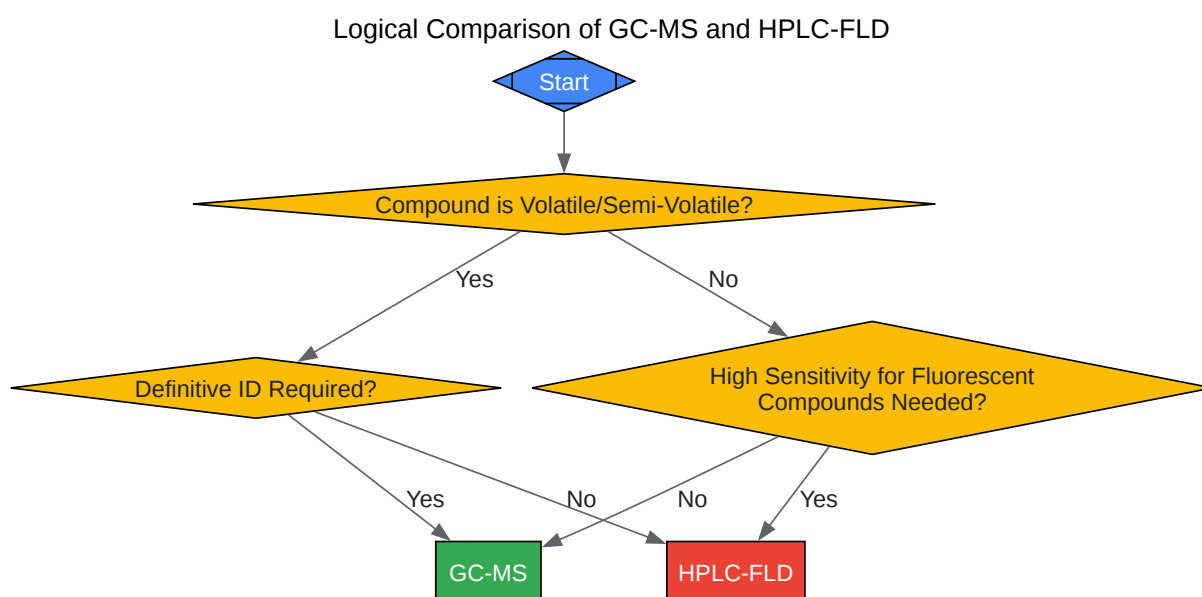 Logical Comparison of GC-MS and HPLC-FLD
Start
Compound is Volatile/Semi-Volatile?
Yes
No
Definitive ID Required?
High Sensitivity for Fluorescent
Compounds Needed?
Yes
No
No
Yes
GC-MS
HPLC-FLD